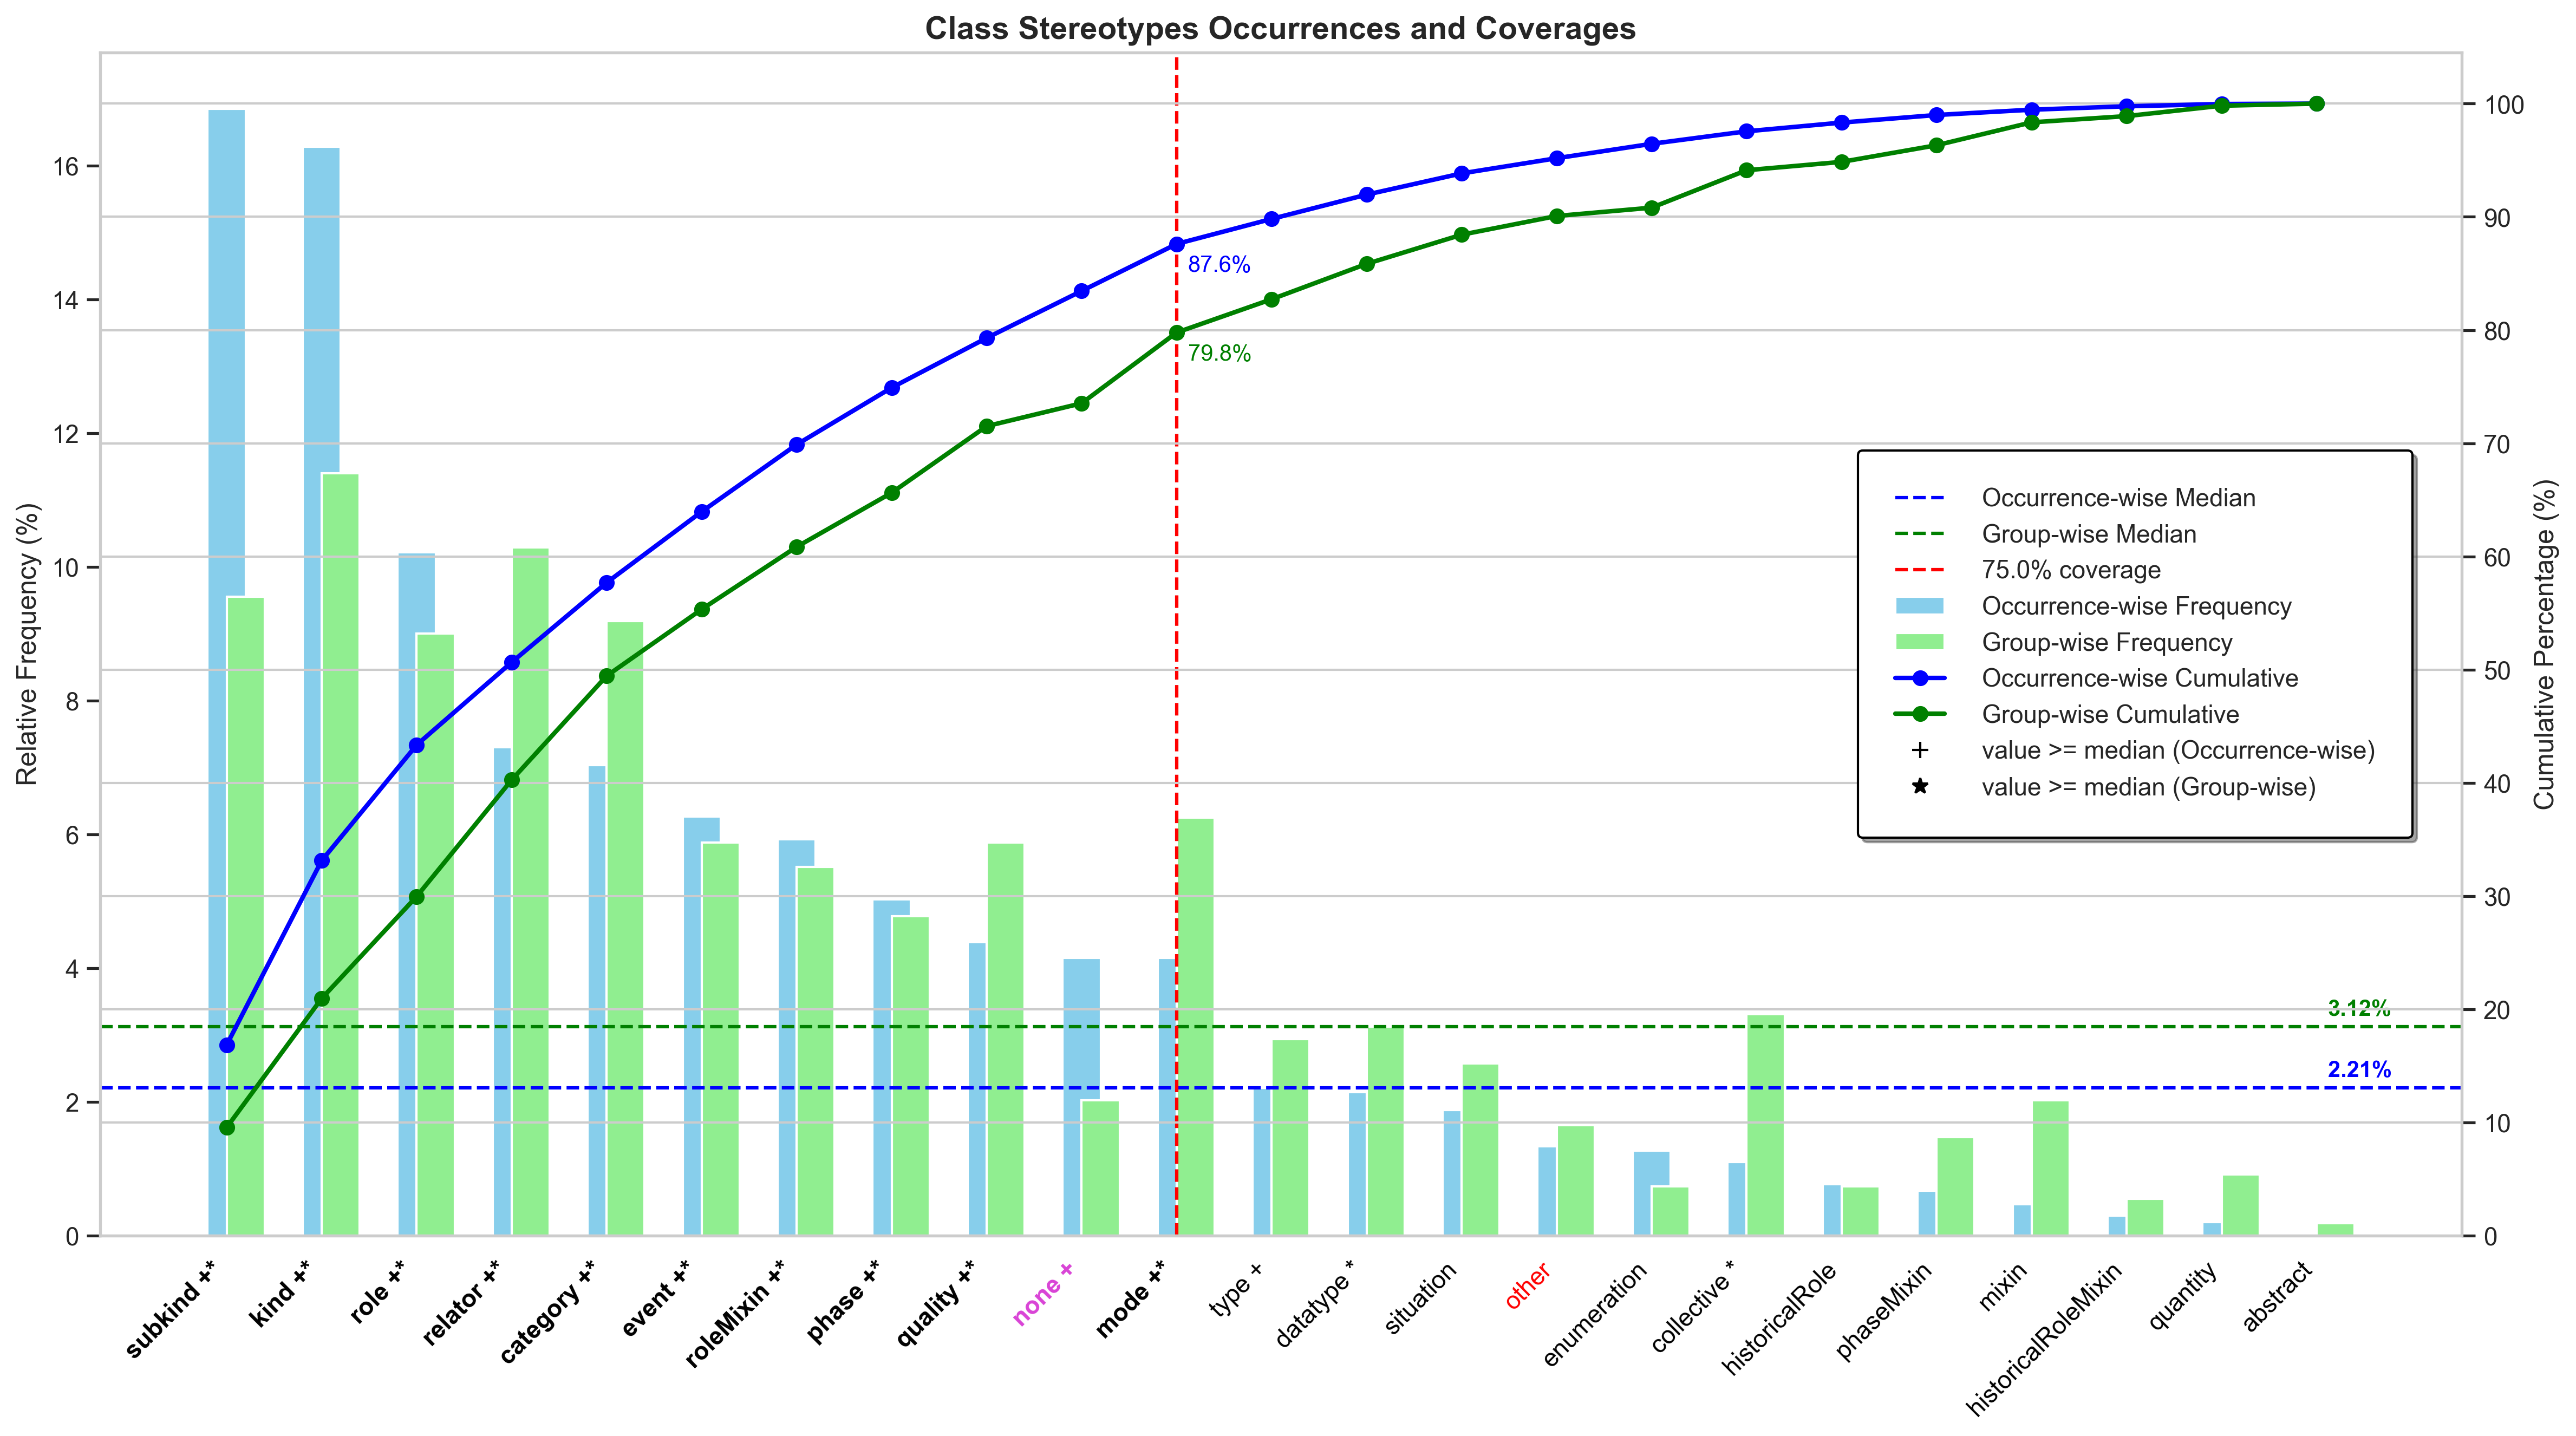 Class Stereotypes Occurrences and Coverages
Relative Frequency (%)
16
14
12
10
8
6
4
2
0
100
90
80
70
60
50
40
30
20
10
0
Cumulative Percentage (%)
87.6%
79.8%
3.12%
2.21%
Occurrence-wise Median
Group-wise Median
75.0% coverage
Occurrence-wise Frequency
Group-wise Frequency
Occurrence-wise Cumulative
Group-wise Cumulative
value >= median (Occurrence-wise)
value >= median (Group-wise)
subkind +*
kind +*
role +*
relator +*
category +*
event +*
roleMixin +*
phase +*
quality +*
none +
mode +*
type +
datatype *
situation
other
enumeration
collective *
historicalRole
phaseMixin
mixin
historicalRoleMixin
quantity
abstract